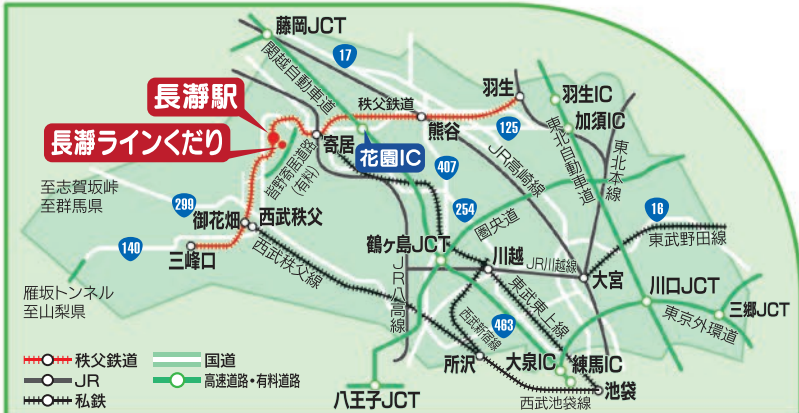 藤岡JCT
関越自動車道
17
長瀞駅
長瀞ラインくだり
秩父鉄道
羽生
羽生IC
加須IC
熊谷
125
寄居
花園IC
皆野寄居道路
(有料)
407
JR高崎線
東北自動車道
東北本線
至志賀坂峠
至群馬県
299
御花畑
西武秩父
254
圏央道
16
東武野田線
140
三峰口
西武秩父線
鶴ヶ島JCT
川越
JR川越線
大宮
川口JCT
三郷JCT
東京外環道
雁坂トンネル
至山梨県
JR八高線
東武東上線
西武新宿線
463
所沢
大泉IC
練馬IC
池袋
西武池袋線
八王子JCT
秩父鉄道
JR
私鉄
国道
高速道路・有料道路